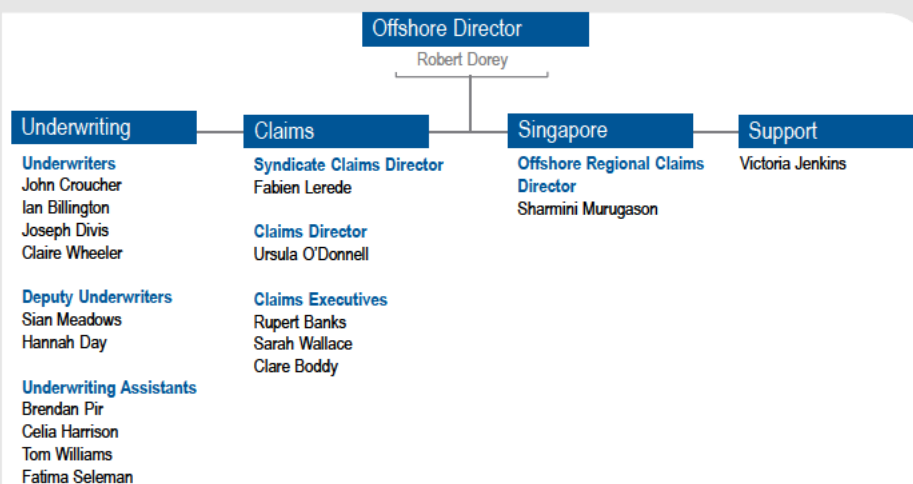 Offshore Director
Robert Dorey
Underwriting
Underwriters
John Croucher
Ian Billington
Joseph Divis
Claire Wheeler
Deputy Underwriters
Sian Meadows
Hannah Day
Underwriting Assistants
Brendan Pir
Celia Harrison
Tom Williams
Fatima Seleman
Claims
Syndicate Claims Director
Fabien Lerede
Claims Director
Ursula O'Donnell
Claims Executives
Rupert Banks
Sarah Wallace
Clare Boddy
Singapore
Offshore Regional Claims
Director
Sharmini Murugason
Support
Victoria Jenkins